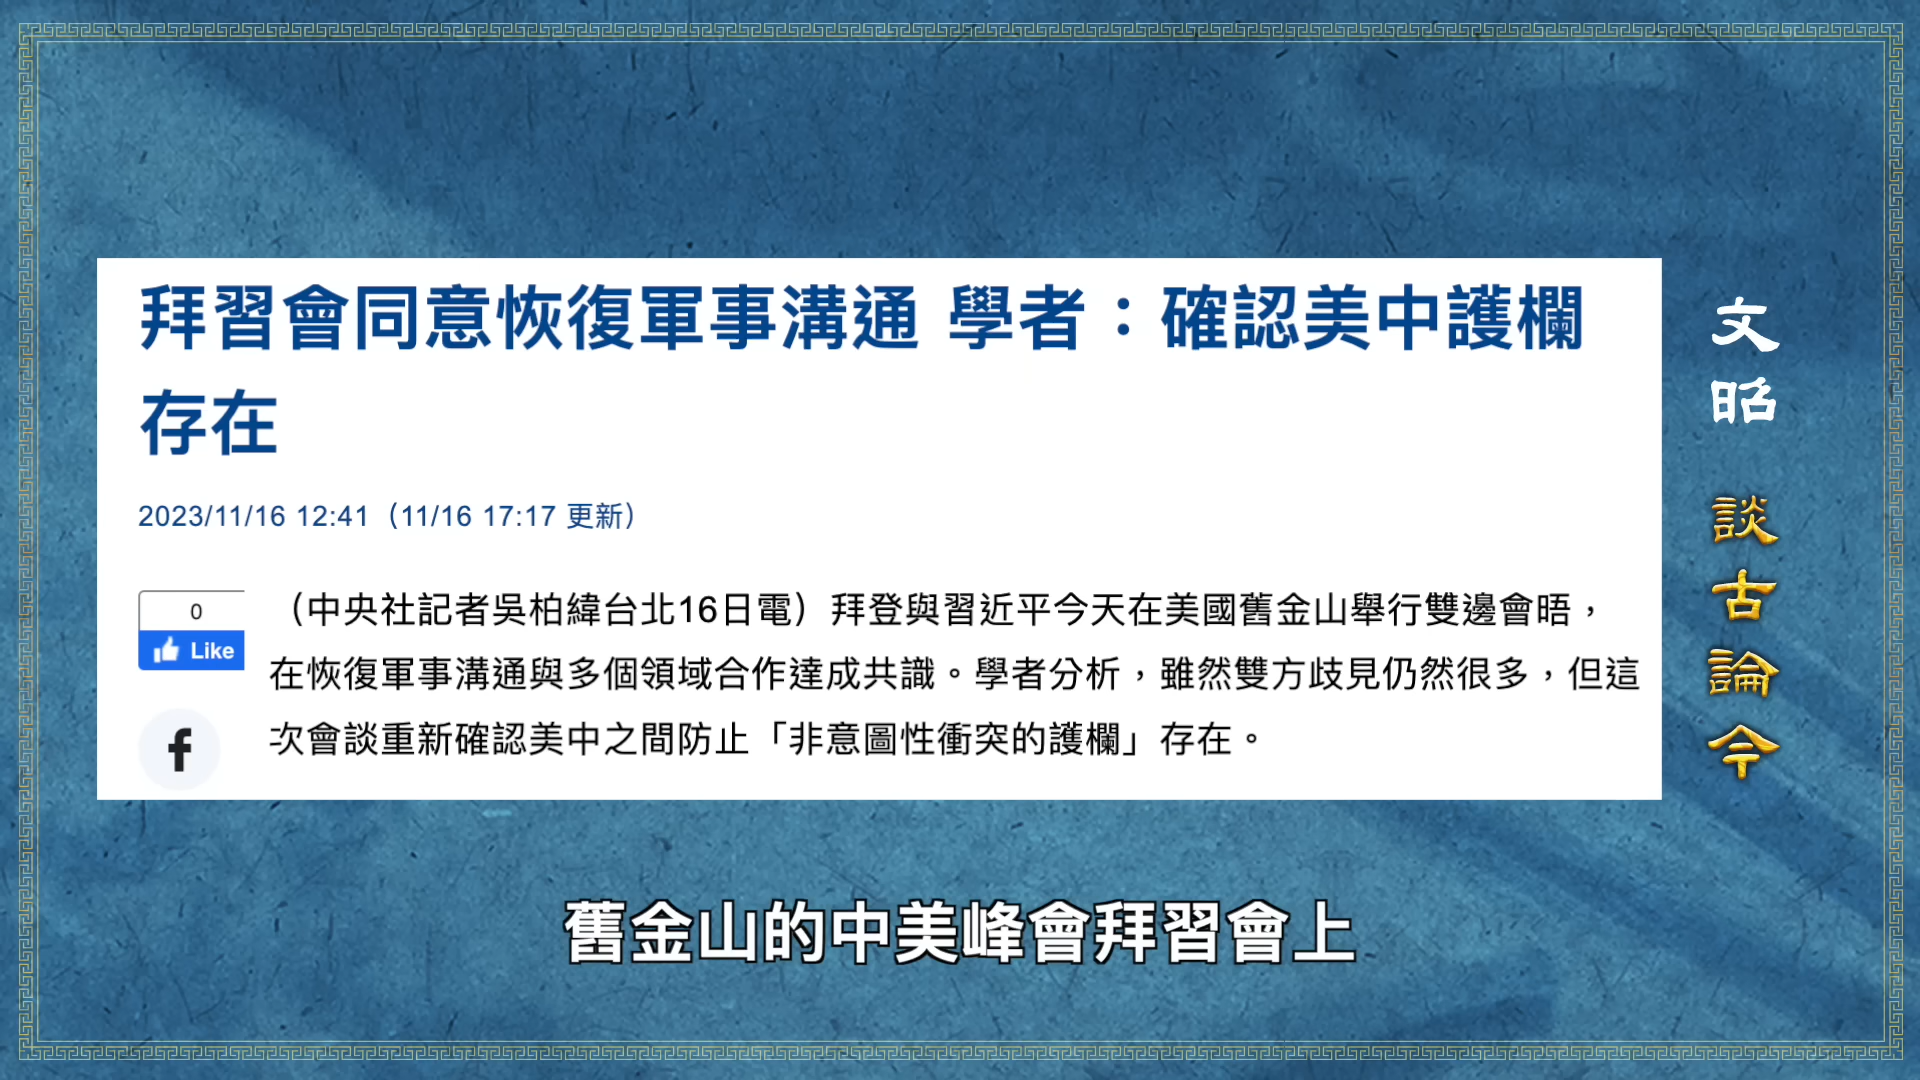 拜習會同意恢復軍事溝通 學者：確認美中護欄
存在
2023/11/16 12:41（11/16 17:17 更新）
0
Like
（中央社記者吳柏緯台北16日電）拜登與習近平今天在美國舊金山舉行雙邊會晤，
在恢復軍事溝通與多個領域合作達成共識。學者分析，雖然雙方歧見仍然很多，但這
次會談重新確認美中之間防止「非意圖性衝突的護欄」存在。
文昭 談古論今
舊金山的中美峰會拜習會上